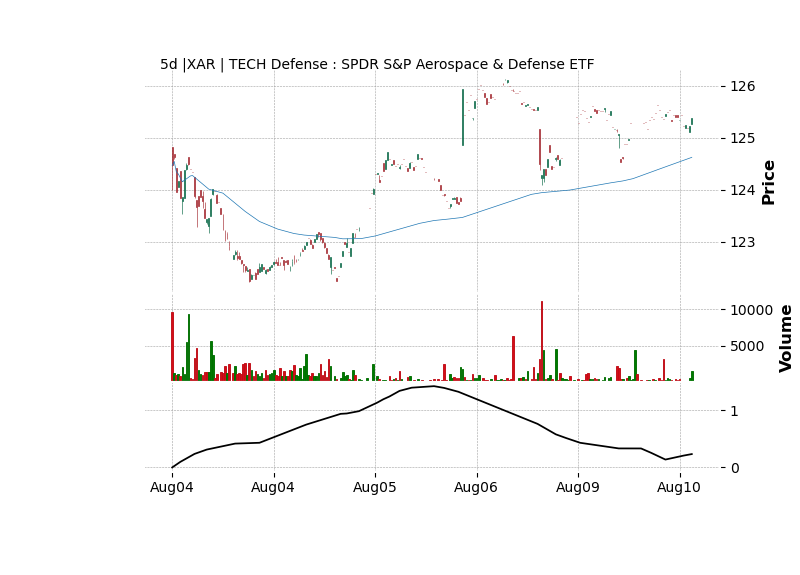 5d |XAR | TECH Defense : SPDR S&P Aerospace & Defense ETF
126
125
124
123
Price
10000
5000
Volume
1
0
Aug04 Aug04 Aug05 Aug06 Aug09 Aug10